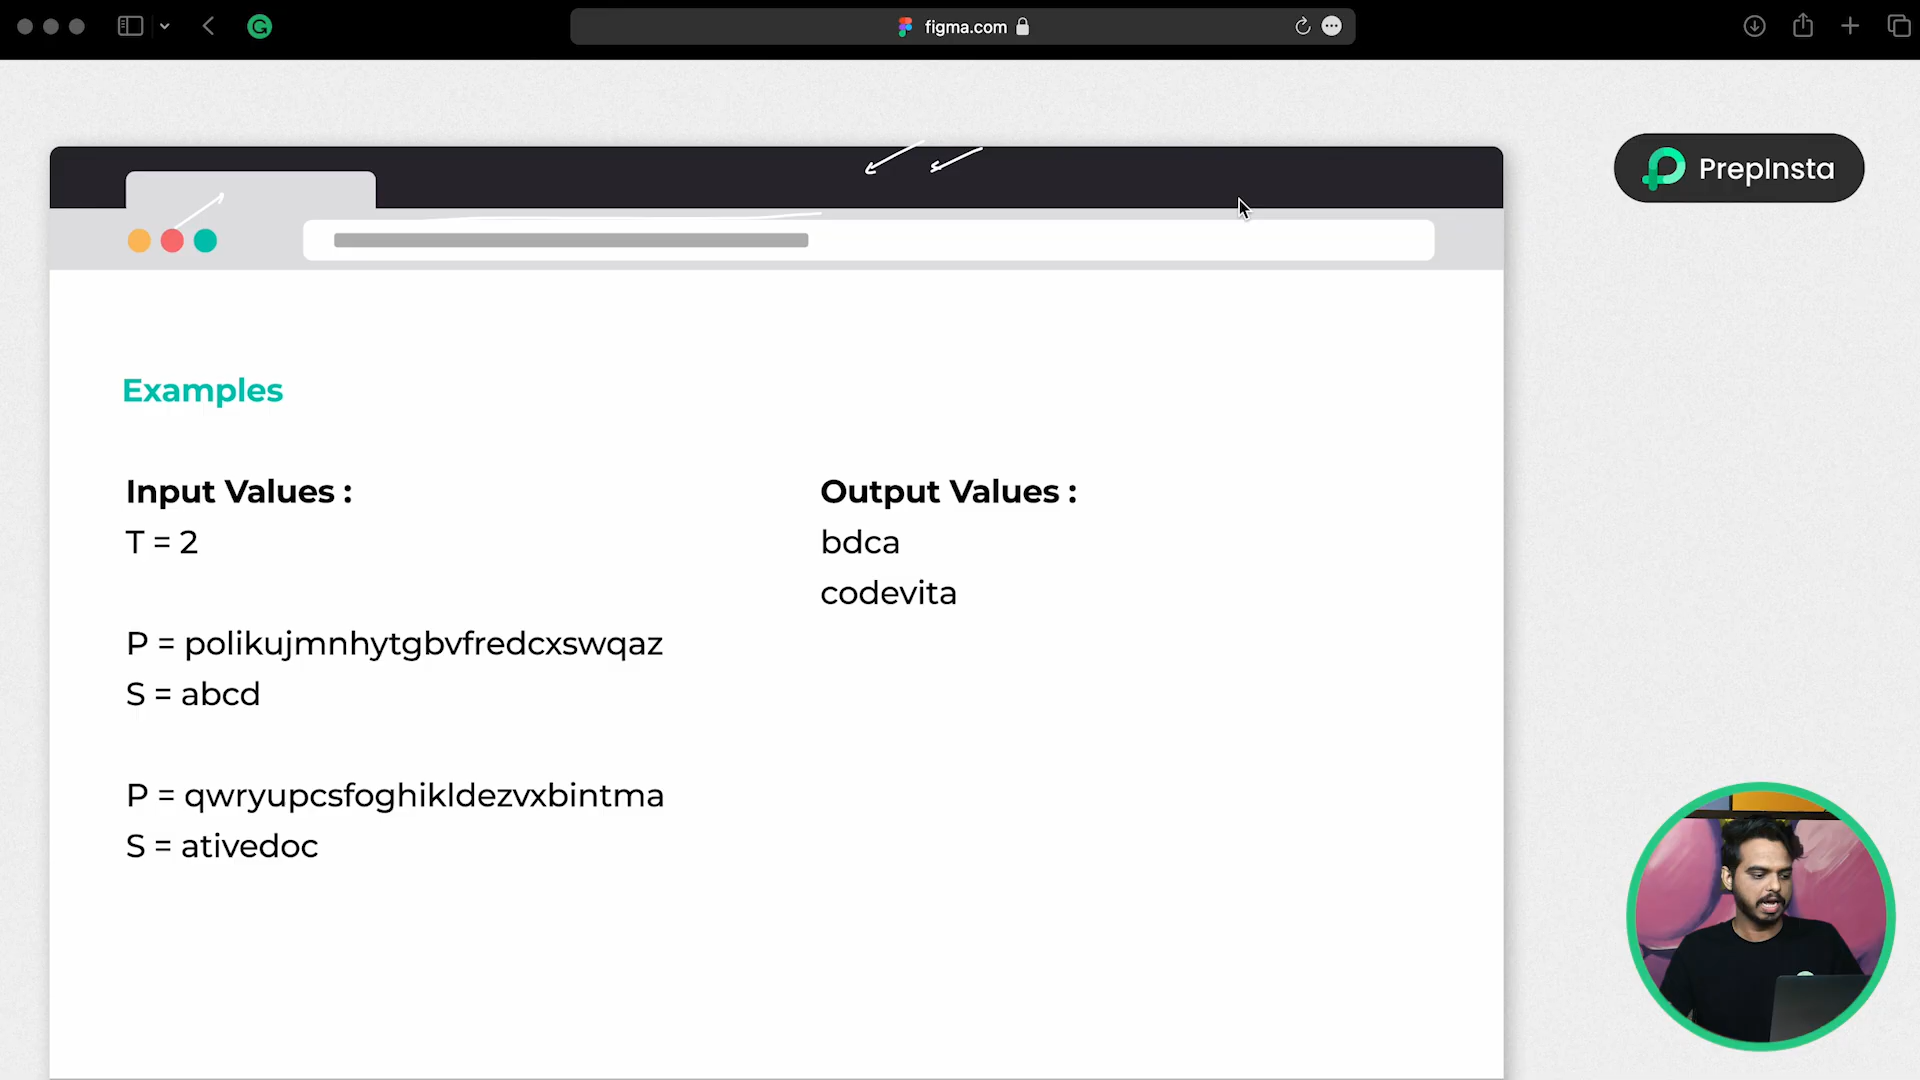 figma.com
PrepInsta
Examples
Input Values :
T = 2
P = polikujmnhytgbvfredcxswqaz
S = abcd
P = qwryupcsfoghikldezvxbintma
S = ativedoc
Output Values :
bdca
codevita